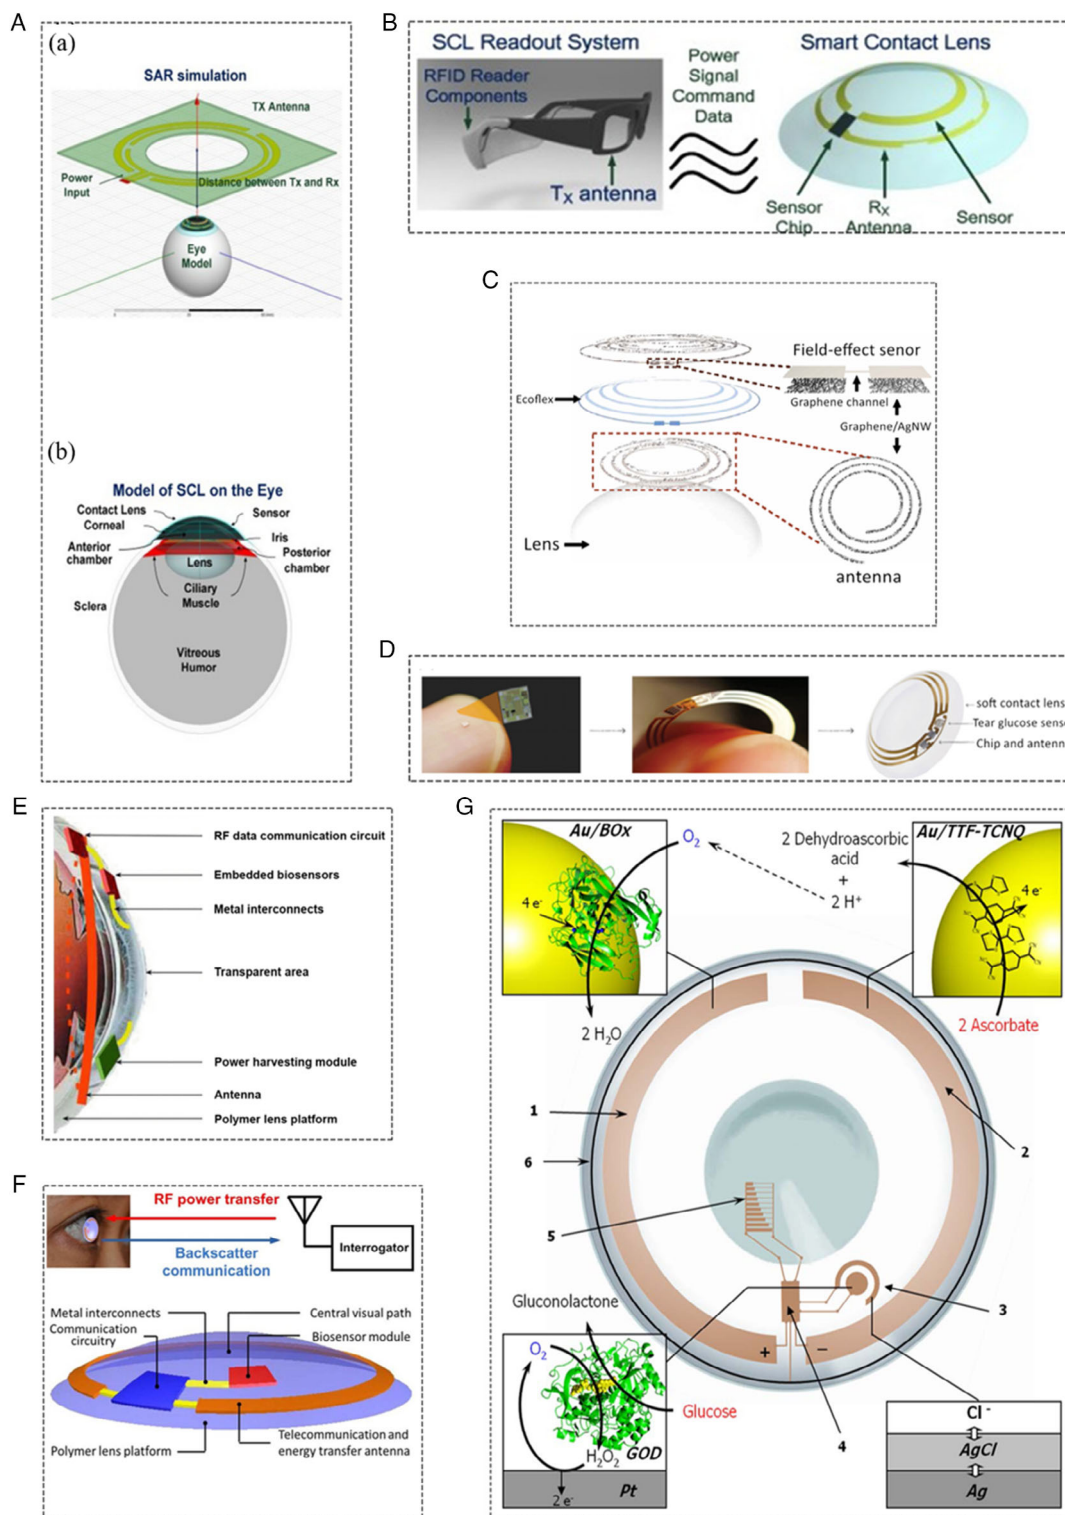 A
(a)
SAR simulation
TX Antenna
Power
Input
Distance between Tx and Rx
Eye
Model
(b)
Model of SCL on the Eye
Contact Lens
Sensor
Corneal
Iris
Anterior
chamber
Posterior
chamber
Lens
Ciliary
Muscle
Sclera
Vitreous
Humor
B
SCL Readout System
RFID Reader
Components
TX antenna
Power
Signal
Command
Data
Smart Contact Lens
Sensor
Chip
RX
Antenna
Sensor
C
Field-effect senor
Graphene channel
Graphene/AgNW
Ecoflex
Lens
antenna
D
soft contact lens
Tear glucose sens
Chip and antenn
E
RF data communication circuit
Embedded biosensors
Metal interconnects
Transparent area
Power harvesting module
Antenna
Polymer lens platform
F
RF power transfer
Backscatter
communication
Interrogator
Metal interconnects
Communication
circuitry
Central visual path
Biosensor module
Polymer lens platform
Telecommunication and
energy transfer antenna
G
Au/BOx
4 e-
O2
2 H2O
2 Dehydroascorbic
acid
+
2 H+
Au/TTF-TCNQ
4e-
2 Ascorbate
1
2
6
5
3
4
+
−
Gluconolactone
O2
Glucose
GOD
H2O2
2 e-
Pt
Cl -
AgCl
Ag